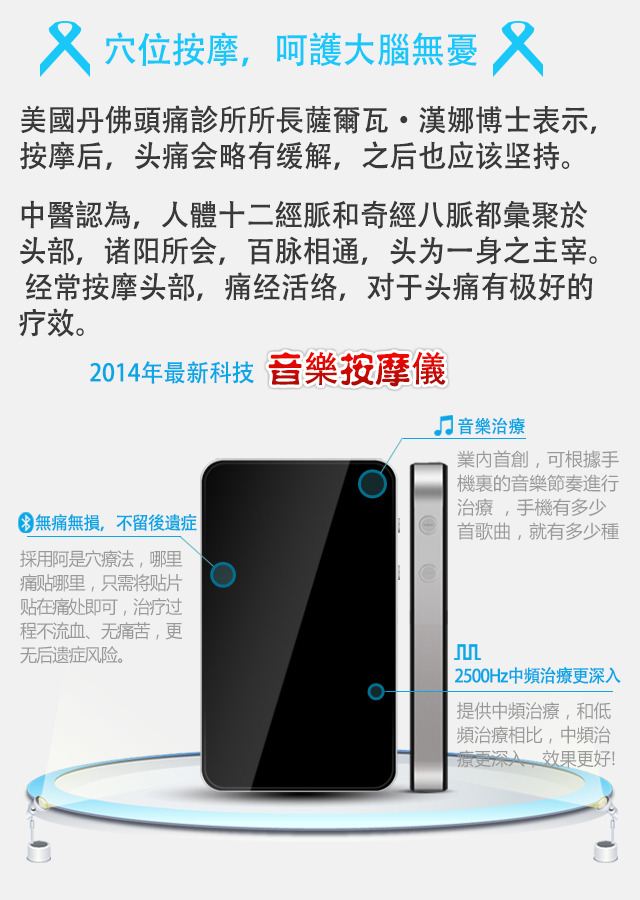 穴位按摩，呵護大腦無憂
美國丹佛頭痛診所所長薩爾瓦·漢娜博士表示,
按摩后，头痛会略有缓解，之后也应该坚持。
中醫認為，人體十二經脈和奇經八脈都彙聚於
头部，诸阳所会，百脉相通，头为一身之主宰。
经常按摩头部，痛经活络，对于头痛有极好的
疗效。
2014年最新科技 音樂按摩儀
音樂治療
業内首創，可根據手
機裏的音樂節奏進行
治療 ，手機有多少
首歌曲，就有多少種
無痛無損，不留後遺症
採用阿是穴療法，哪里
痛贴哪里，只需将贴片
贴在痛处即可，治疗过
程不流血、无痛苦，更
无后遗症风险。
2500Hz中頻治療更深入
提供中頻治療，和低
頻治療相比，中頻治
療更深入，效果更好!